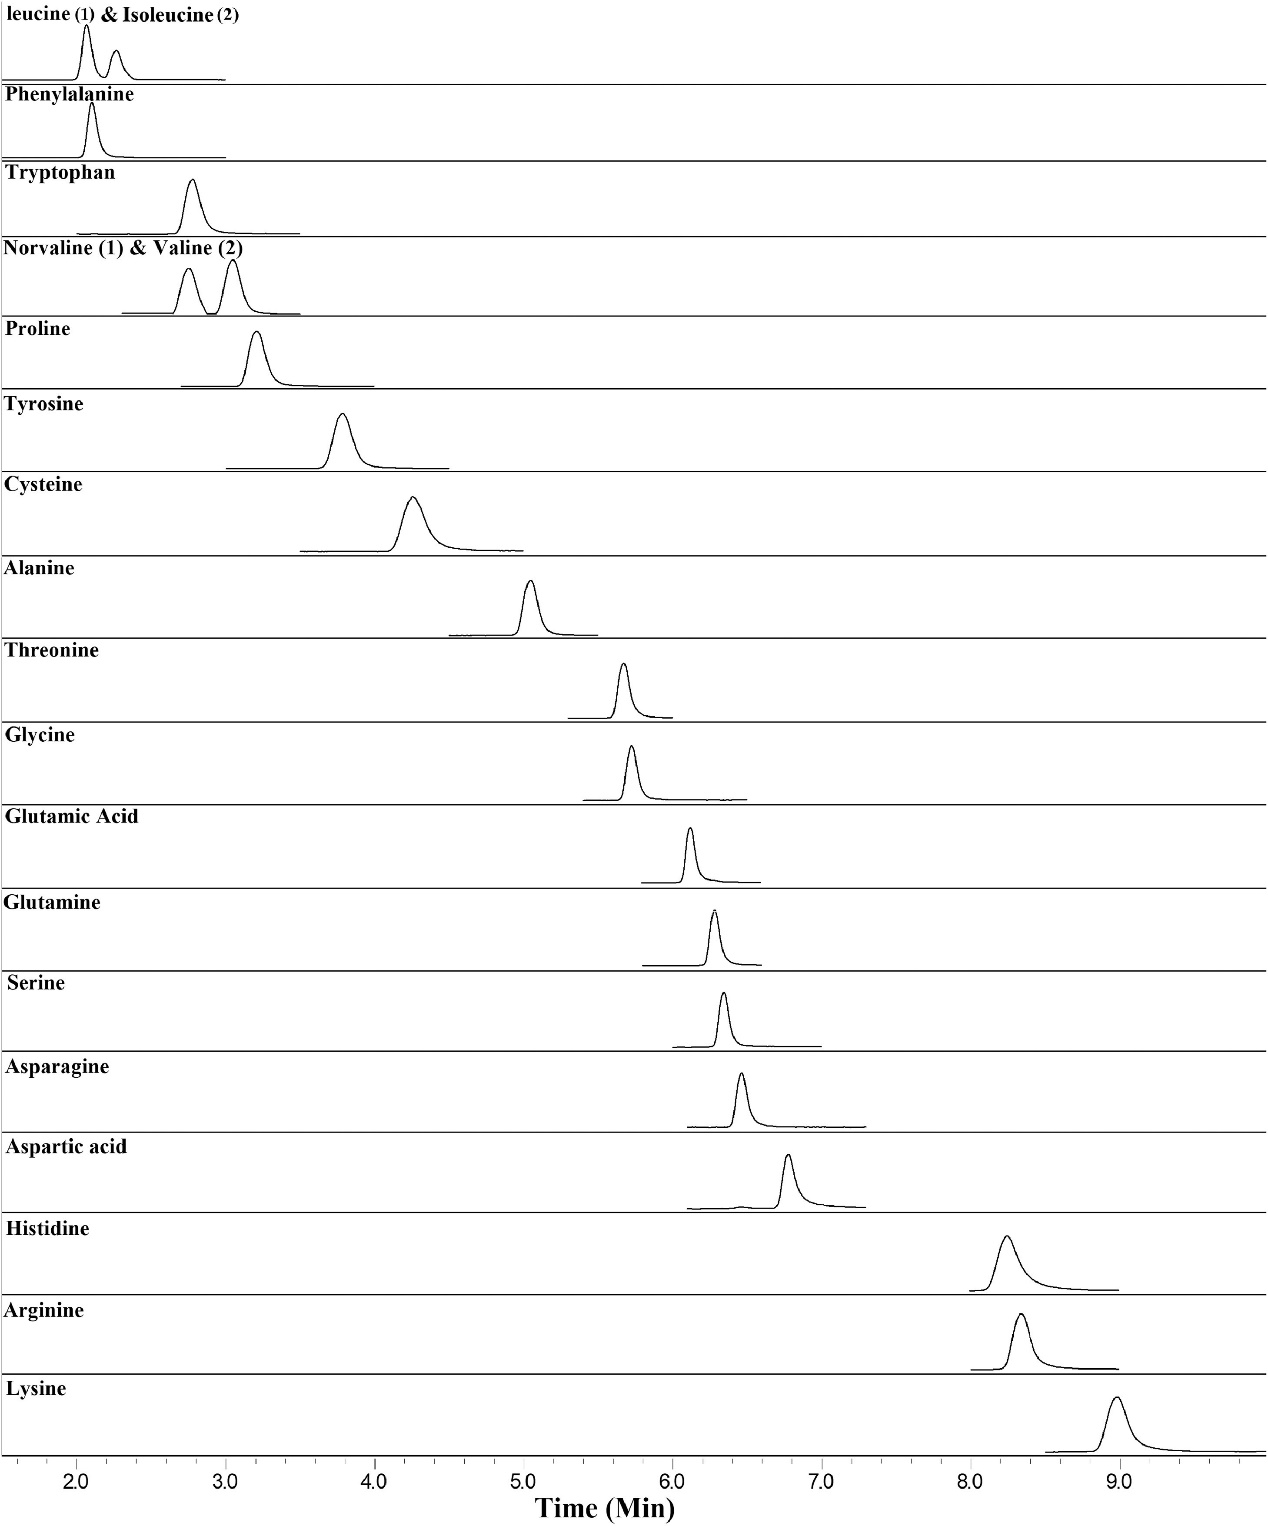 leucine (1) & Isoleucine (2)
Phenylalanine
Tryptophan
Norvaline (1) & Valine (2)
Proline
Tyrosine
Cysteine
Alanine
Threonine
Glycine
Glutamic Acid
Glutamine
Serine
Asparagine
Aspartic acid
Histidine
Arginine
Lysine
2.0 3.0 4.0 5.0 6.0 7.0 8.0 9.0
Time (Min)